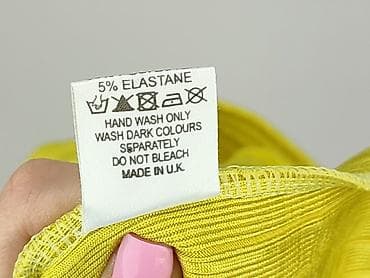 5% ELASTANE
HAND WASH ONLY
WASH DARK COLOURS
SEPARATELY
DO NOT BLEACH
MADE IN U.K.